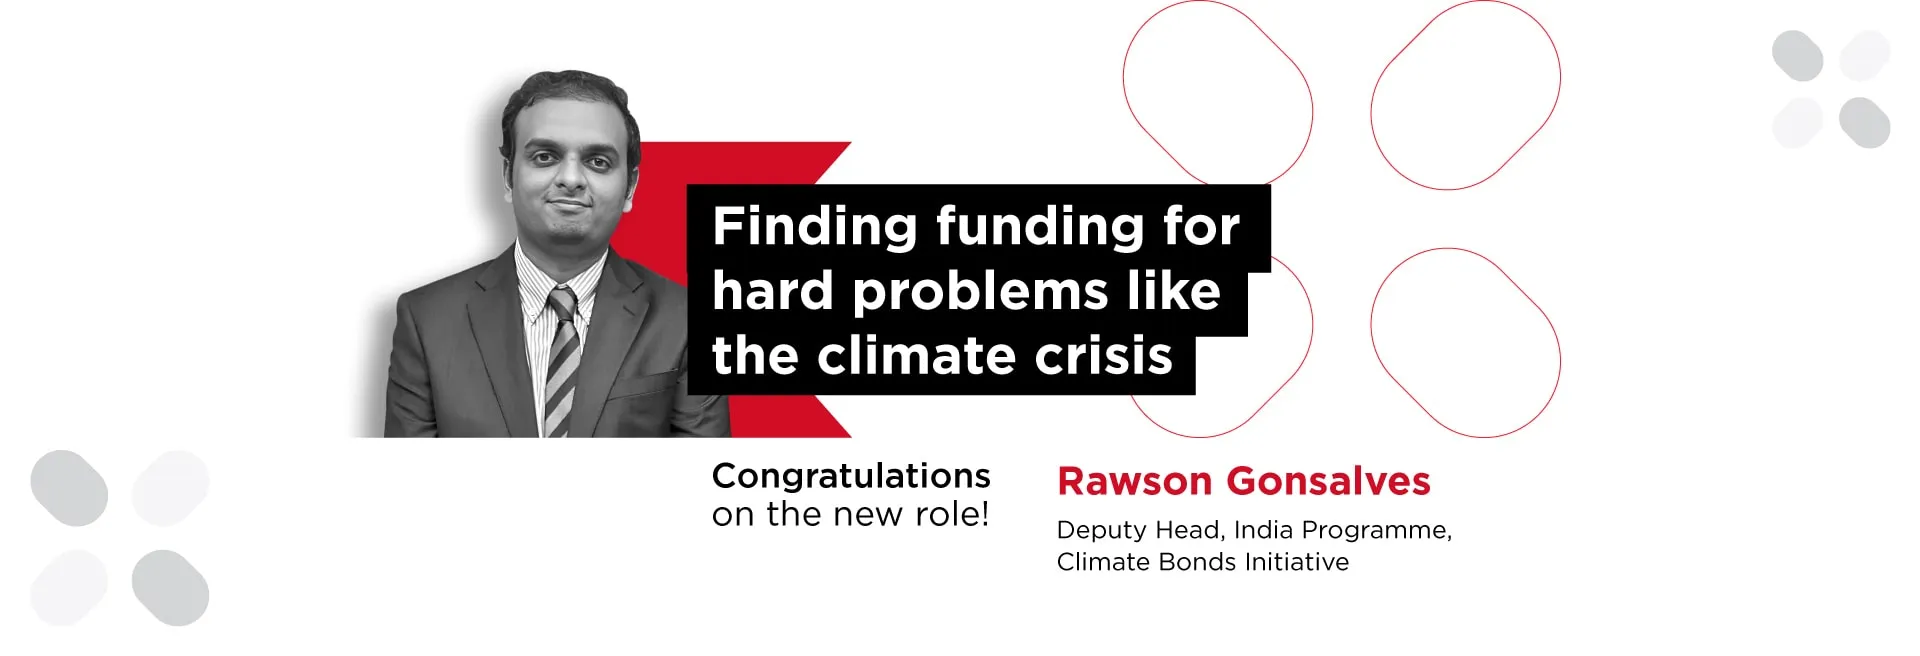 Finding funding for
hard problems like
the climate crisis
Congratulations
on the new role!
Rawson Gonsalves
Deputy Head, India Programme,
Climate Bonds Initiative